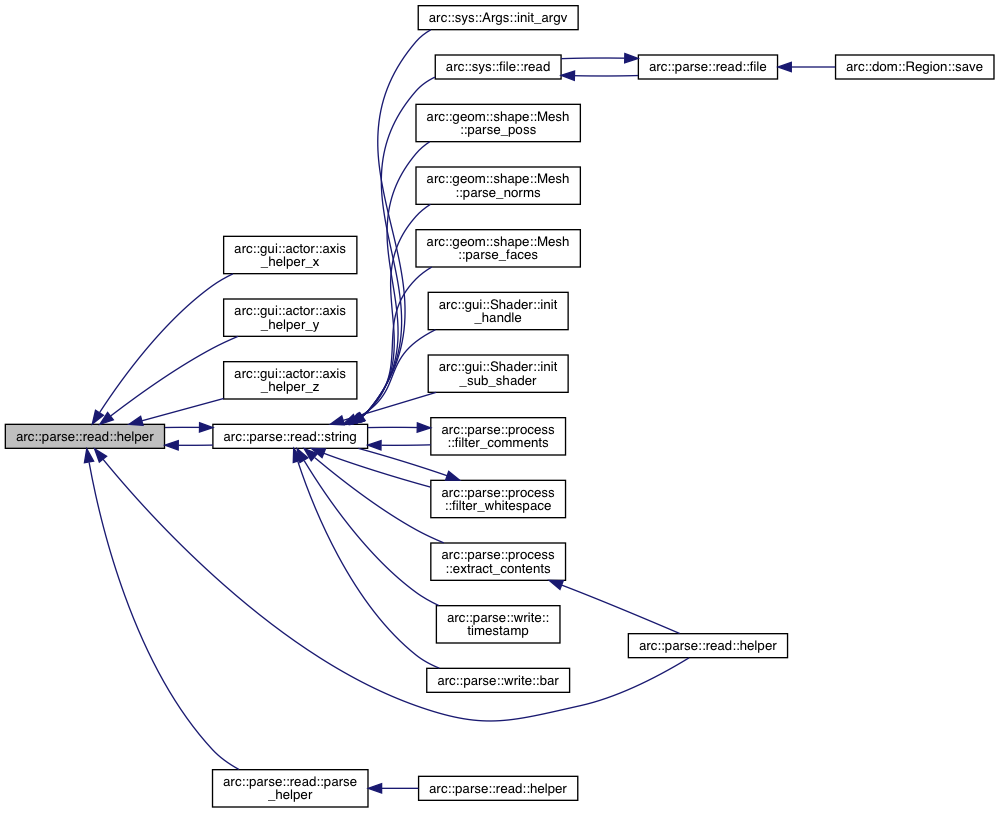 arc::sys::Args::init_argv
arc::sys::file::read
arc::parse::read::file
arc::dom::Region::save
arc::geom::shape::Mesh
::parse_poss
arc::geom::shape::Mesh
::parse_norms
arc::geom::shape::Mesh
::parse_faces
arc::gui::actor::axis
_helper_x
arc::gui::Shader::init
_handle
arc::gui::actor::axis
_helper_y
arc::gui::Shader::init
_sub_shader
arc::gui::actor::axis
_helper_z
arc::parse::read::helper
arc::parse::read::string
arc::parse::process
::filter_comments
arc::parse::process
::filter_whitespace
arc::parse::process
::extract_contents
arc::parse::write::
timestamp
arc::parse::read::helper
arc::parse::write::bar
arc::parse::read::parse
_helper
arc::parse::read::helper